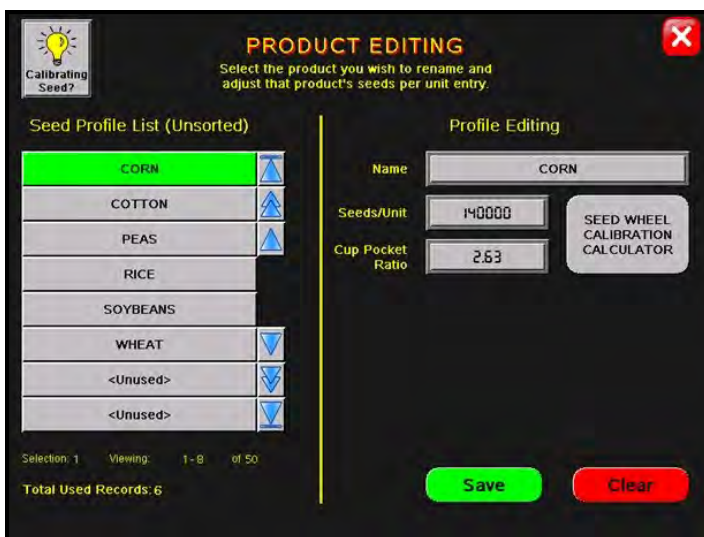 Calibrating
Seed?
PRODUCT EDITING
Select the product you wish to rename and
adjust that product's seeds per unit entry.
X
Seed Profile List (Unsorted)
CORN
COTTON
PEAS
RICE
SOYBEANS
WHEAT
<Unused>
<Unused>
Selection: 1 Viewing: 1 - 8 of 50
Total Used Records: 6
Profile Editing
Name CORN
Seeds/Unit 140000
Cup Pocket
Ratio 2.63
SEED WHEEL
CALIBRATION
CALCULATOR
Save Clear